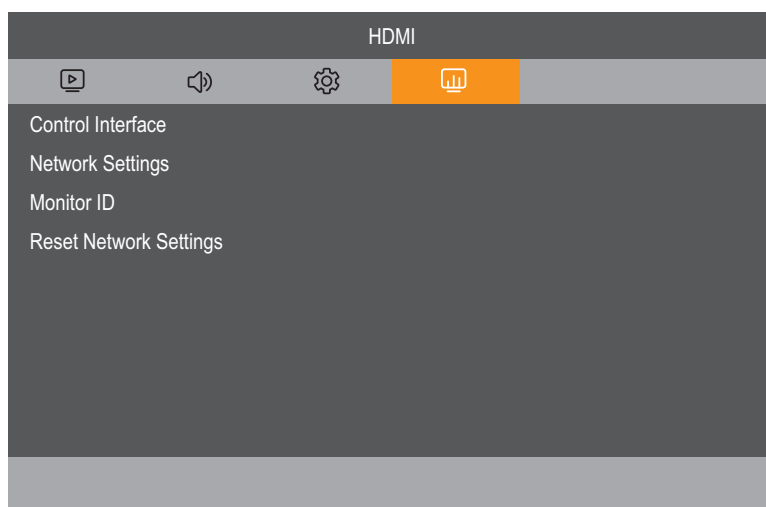 HDMI
Control Interface
Network Settings
Monitor ID
Reset Network Settings